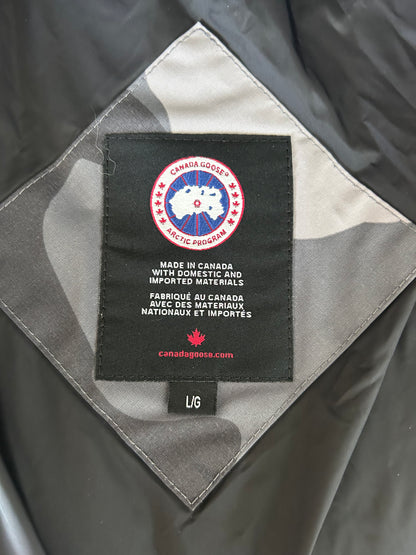 CANADA GOOSE®
ARCTIC PROGRAM
MADE IN CANADA
WITH DOMESTIC AND
IMPORTED MATERIALS
FABRIQUÉ AU CANADA
AVEC DES MATERIAUX
NATIONAUX ET IMPORTÉS
canadagoose.com
L/G